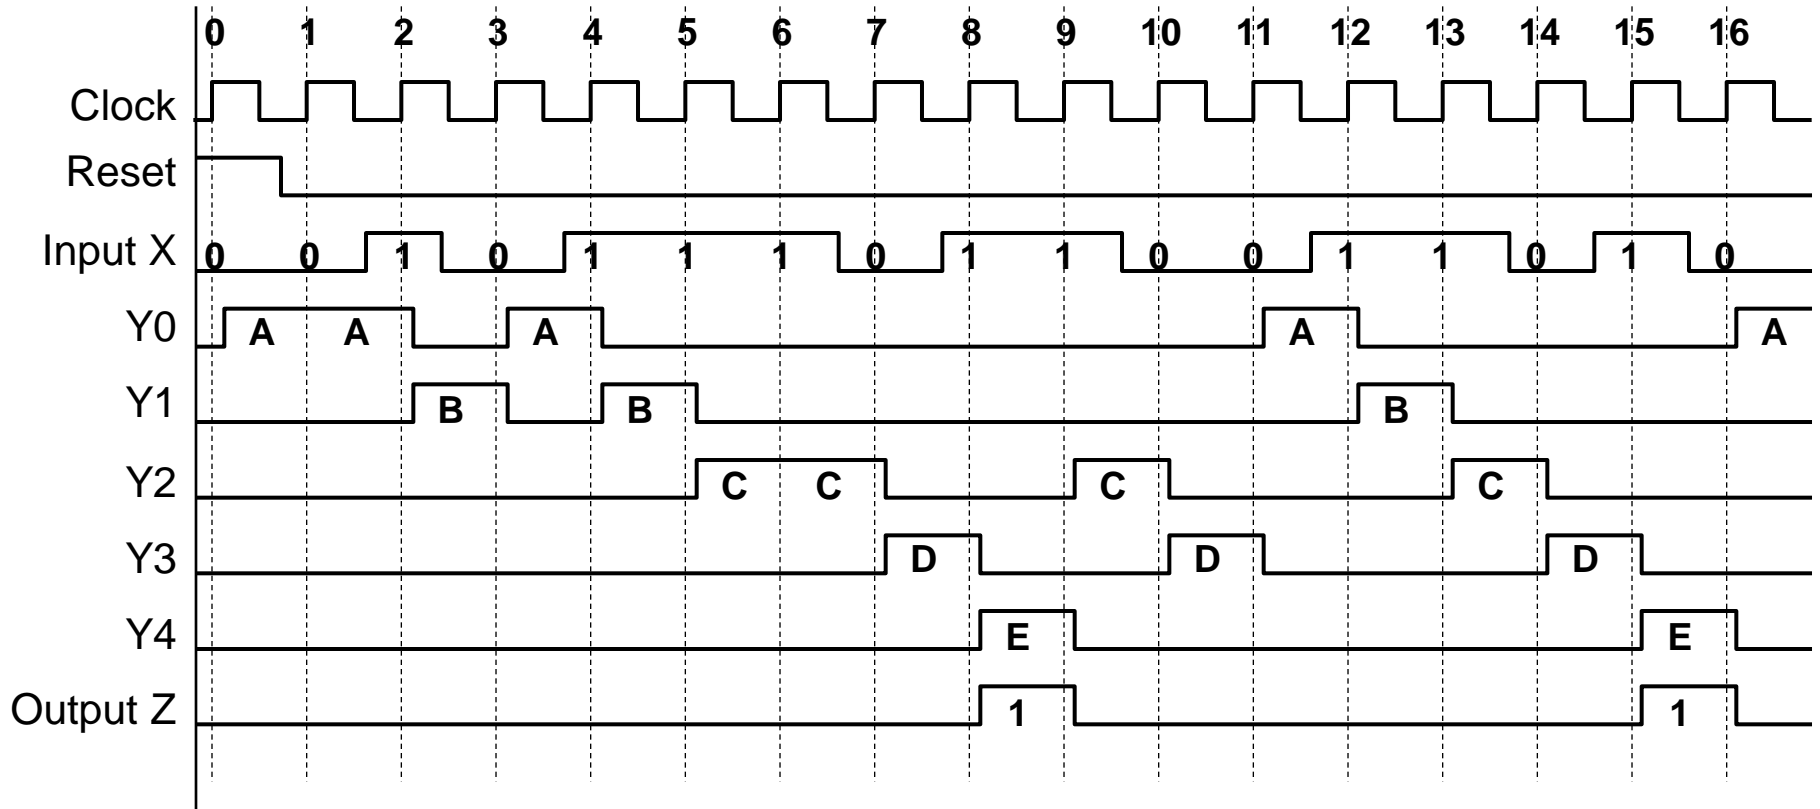 0 1 2 3 4 5 6 7 8 9 10 11 12 13 14 15 16
Clock
Reset
Input X 0 0 1 0 1 1 1 0 1 1 0 0 1 1 0 1 0
Y0 A A A A A
Y1 B B B
Y2 C C C C
Y3 D D D
Y4 E E
Output Z 1 1